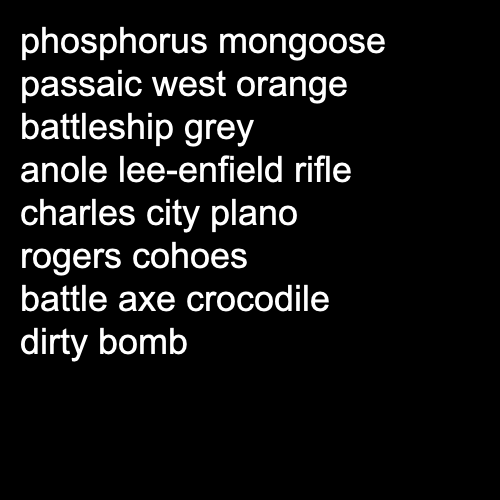 phosphorus mongoose
passaic west orange
battleship grey
anole lee-enfield rifle
charles city plano
rogers cohoes
battle axe crocodile
dirty bomb